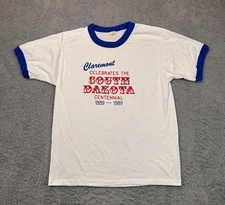 Claremont
CELEBRATES THE
SOUTH
DAKOTA
CENTENNIAL
1889 — 1989